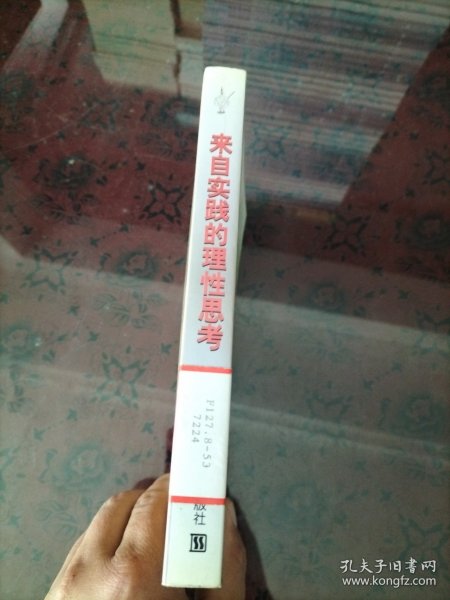 来自实践的理性思考
F127.8-53
7224
版社
孔夫子旧书网
www.kongfz.com